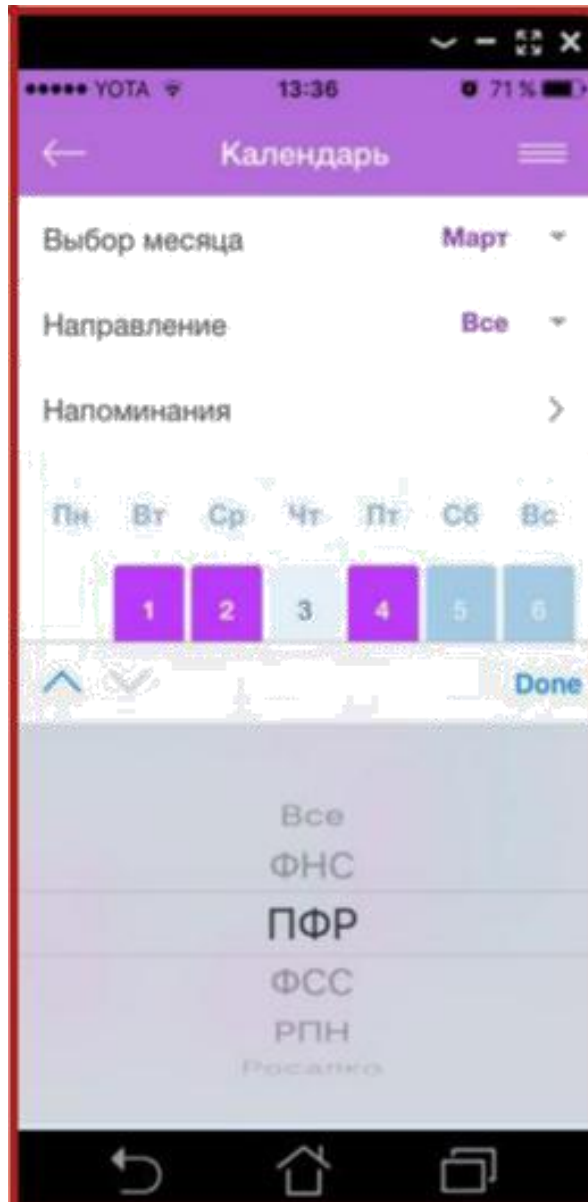 YOTA 13:36 71 %
Календарь
Выбор месяца Март
Направление Все
Напоминания
Пн Вт Ср Чт Пт Сб Вс
1 2 3 4 5 6
Done
Все
ФНС
ПФР
ФСС
РПН
Росалко